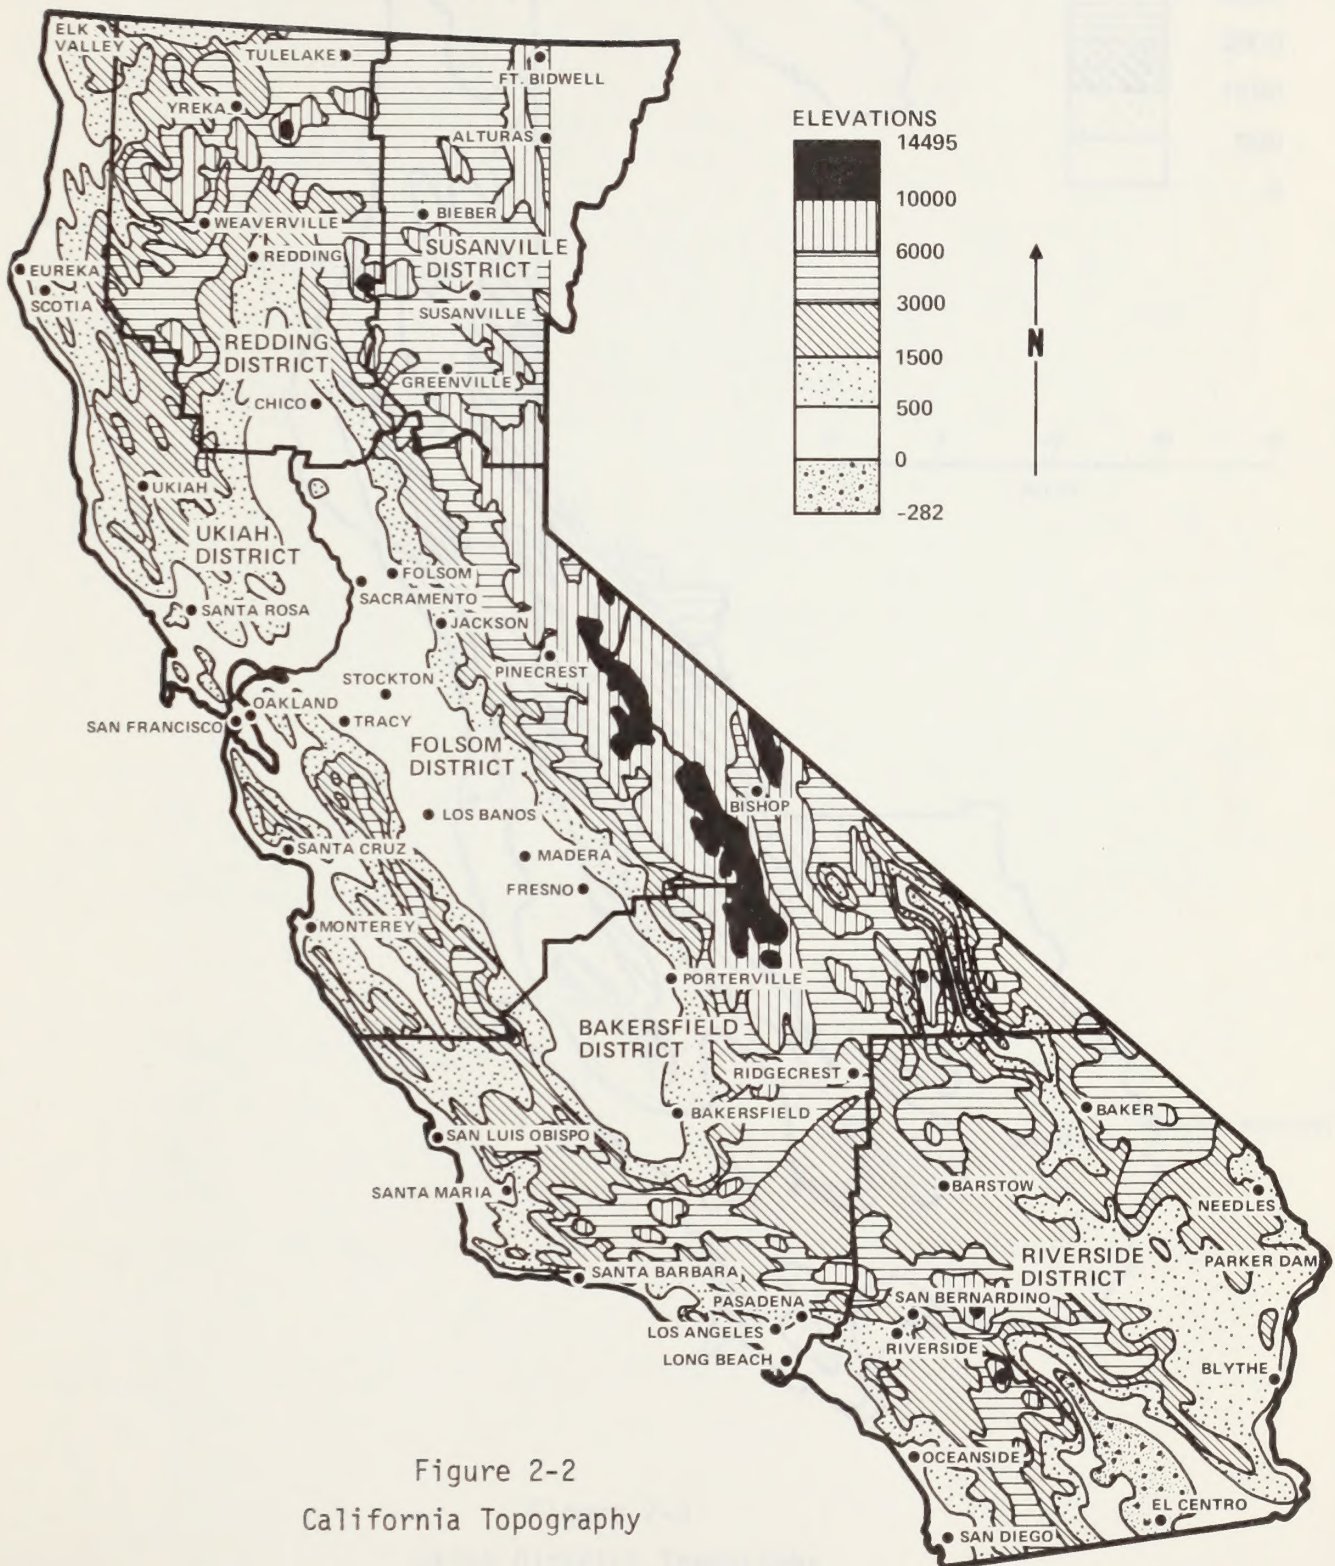 ELK
VALLEY
TULELAKE
FT. BIDWELL
YREKA
ALTURAS
ELEVATIONS
14495
10000
6000
3000
1500
500
0
-282
N
WEAVERVILLE
BIEBER
REDDING
SUSANVILLE
DISTRICT
EUREKA
SCOTIA
SUSANVILLE
REDDING
DISTRICT
GREENVILLE
CHICO
UKIAH
UKIAH
DISTRICT
FOLSOM
SACRAMENTO
SANTA ROSA
JACKSON
PINECREST
STOCKTON
OAKLAND
SAN FRANCISCO
TRACY
FOLSOM
DISTRICT
BISHOP
LOS BANOS
SANTA CRUZ
MADERA
FRESNO
MONTEREY
PORTERVILLE
BAKERSFIELD
DISTRICT
RIDGECREST
BAKERSFIELD
BAKER
SAN LUIS OBISPO
SANTA MARIA
BARSTOW
NEEDLES
RIVERSIDE
DISTRICT
PARKER DAM
SANTA BARBARA
PASADENA
SAN BERNARDINO
LOS ANGELES
RIVERSIDE
LONG BEACH
BLYTHE
OCEANSIDE
EL CENTRO
SAN DIEGO
Figure 2-2
California Topography